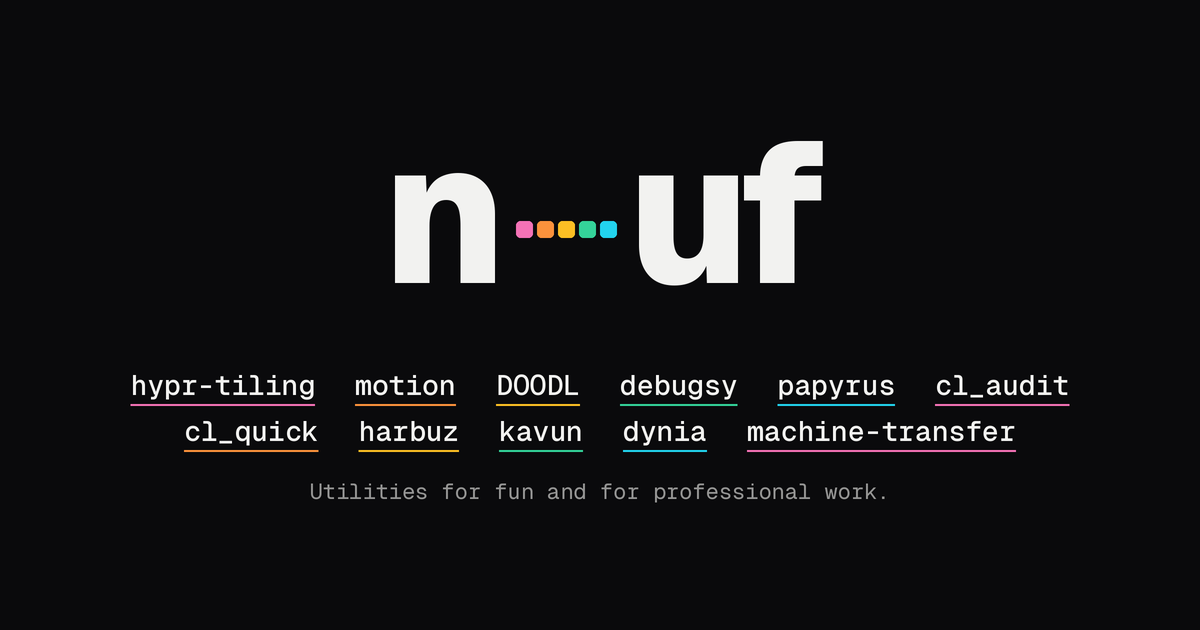 n uf
hypr-tiling motion DOODL debugsy papyrus cl_audit
cl_quick harbuz kavun dynia machine-transfer
Utilities for fun and for professional work.